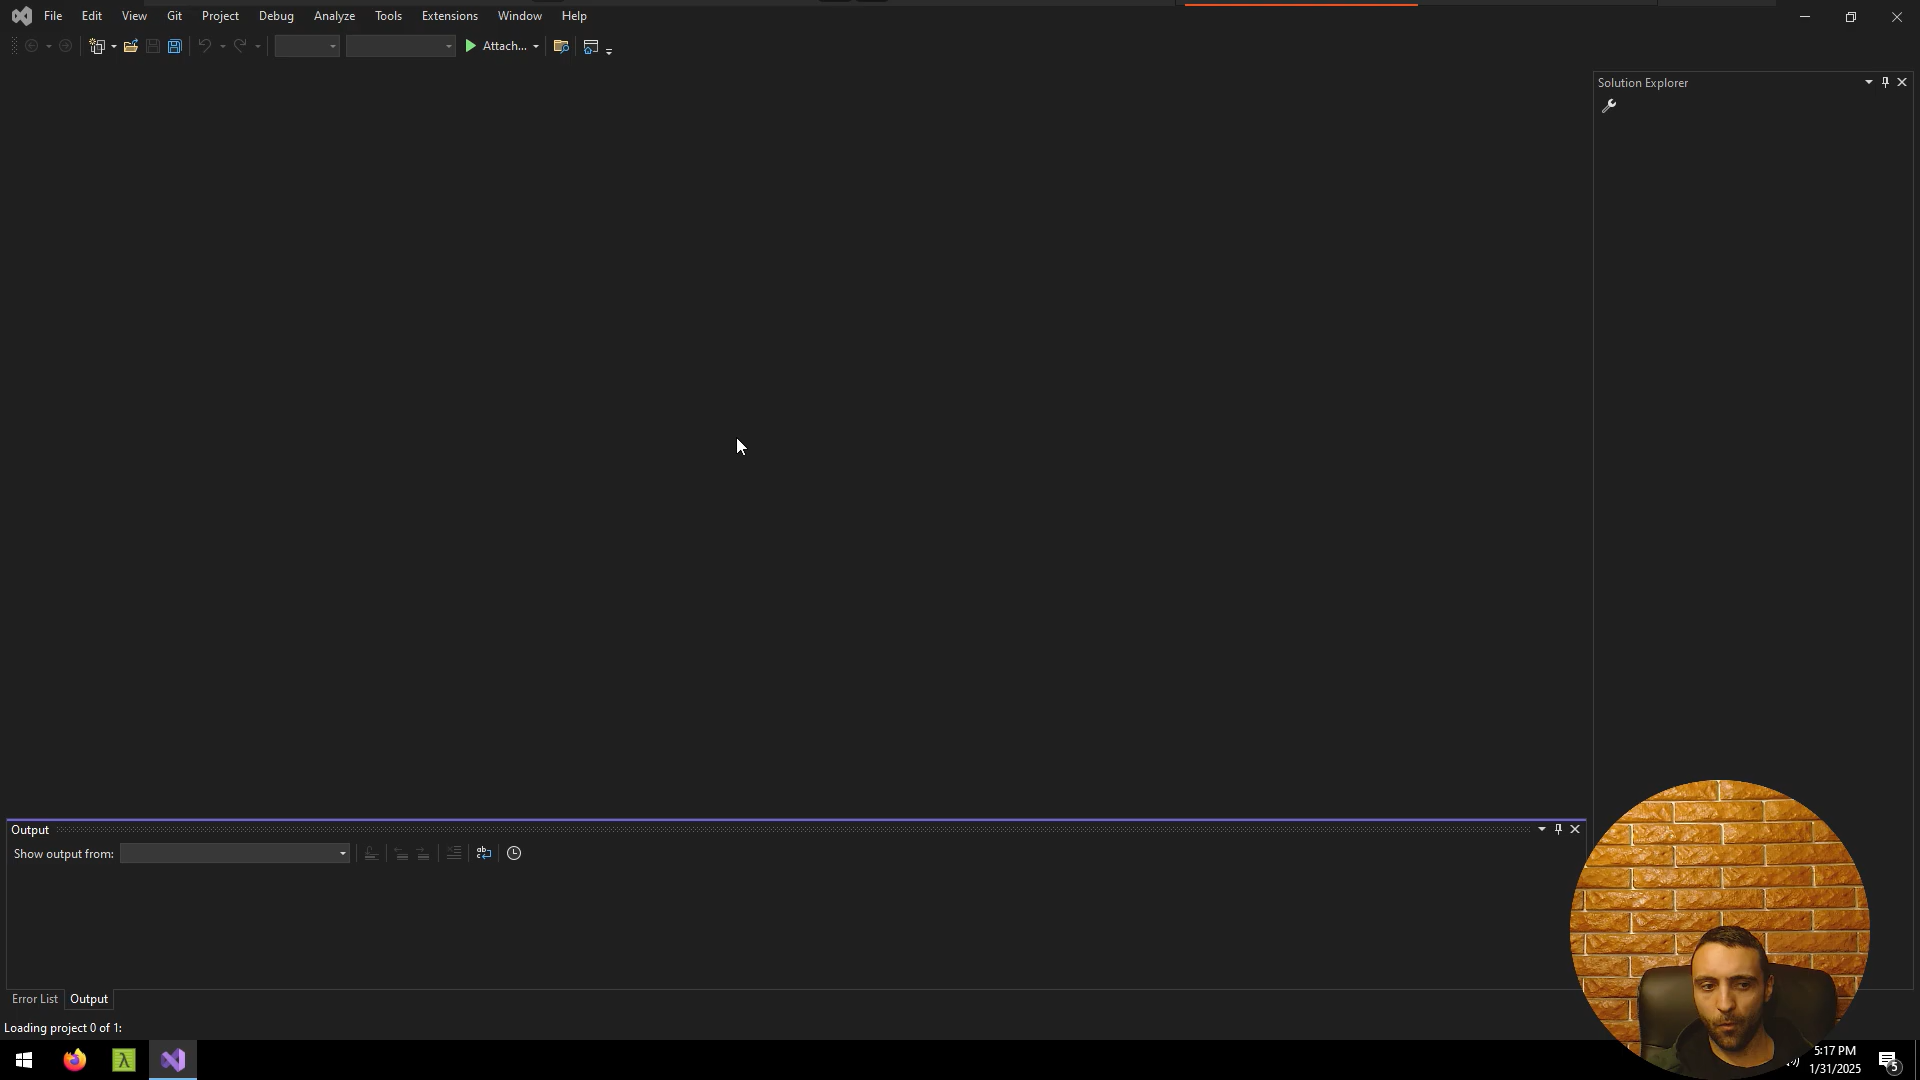 File Edit View Git Project Debug Analyze Tools Extensions Window Help
Attach...
Solution Explorer
Output
Show output from:
Error List Output
Loading project 0 of 1:
5:17 PM
1/31/2025
5